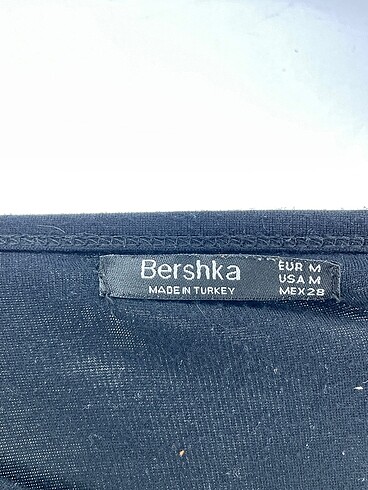 Bershka
MADE IN TURKEY
EUR M
USA M
MEX 28